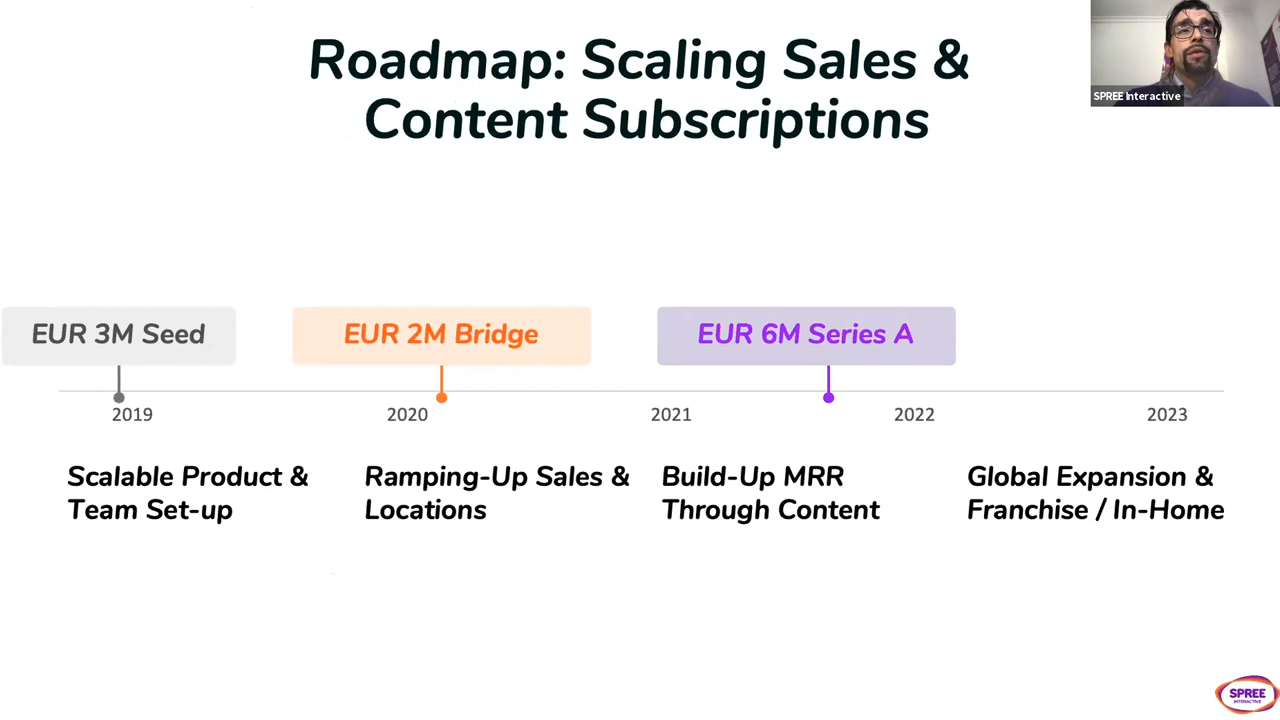 Roadmap: Scaling Sales &
Content Subscriptions
SPREE Interactive
EUR 3M Seed
EUR 2M Bridge
EUR 6M Series A
2019
2020
2021
2022
2023
Scalable Product &
Team Set-up
Ramping-Up Sales &
Locations
Build-Up MRR
Through Content
Global Expansion &
Franchise / In-Home
SPREE
INTERACTIVE